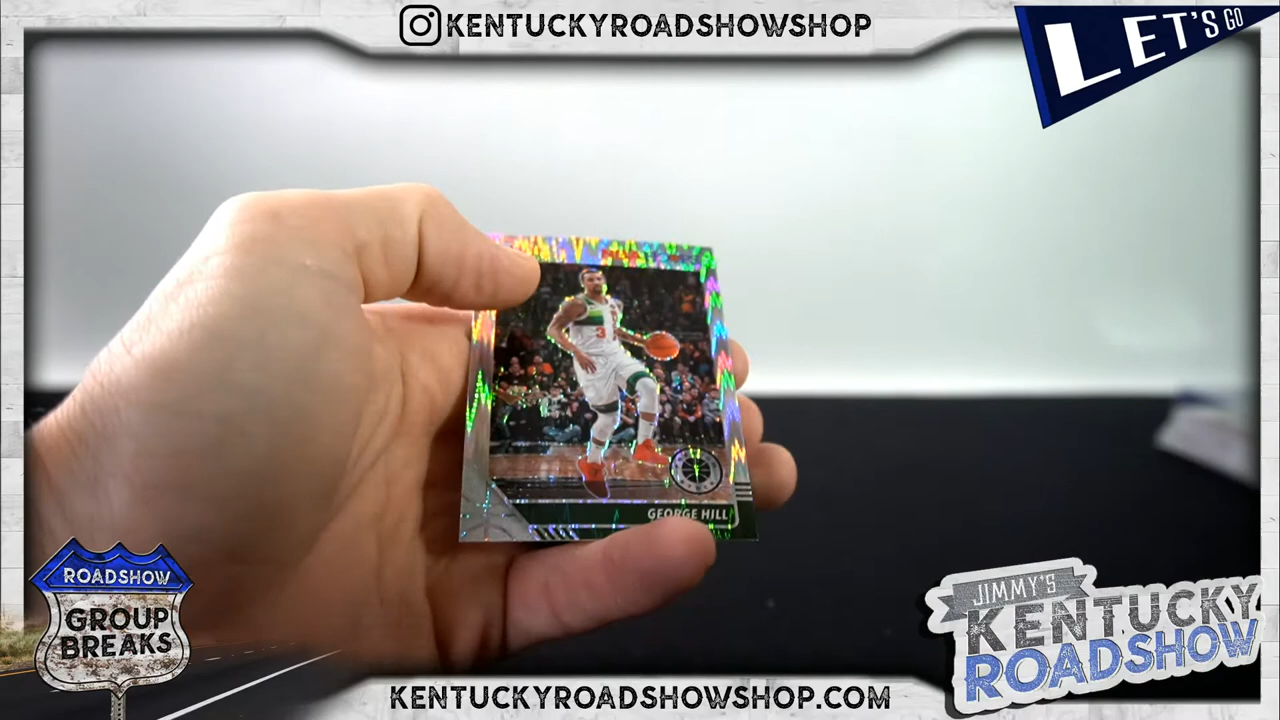 KENTUCKYROADSHOWSHOP
LET'S GO
3
GEORGE HILL
ROADSHOW
GROUP
BREAKS
JIMMY'S
KENTUCKY
ROADSHOW
KENTUCKYROADSHOWSHOP.COM